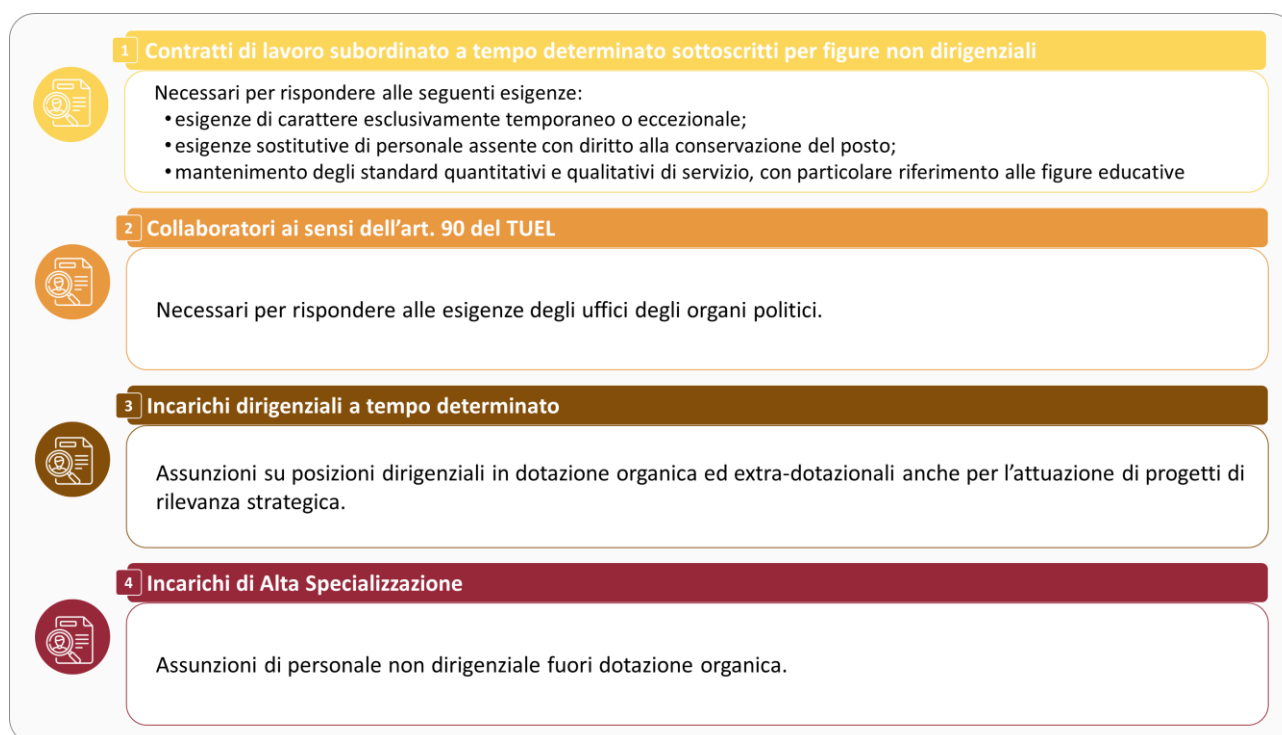 1 Contratti di lavoro subordinato a tempo determinato sottoscritti per figure non dirigenziali
Necessari per rispondere alle seguenti esigenze:
• esigenze di carattere esclusivamente temporaneo o eccezionale;
• esigenze sostitutive di personale assente con diritto alla conservazione del posto;
• mantenimento degli standard quantitativi e qualitativi di servizio, con particolare riferimento alle figure educative
2 Collaboratori ai sensi dell’art. 90 del TUEL
Necessari per rispondere alle esigenze degli uffici degli organi politici.
3 Incarichi dirigenziali a tempo determinato
Assunzioni su posizioni dirigenziali in dotazione organica ed extra-dotazionali anche per l’attuazione di progetti di
rilevanza strategica.
4 Incarichi di Alta Specializzazione
Assunzioni di personale non dirigenziale fuori dotazione organica.